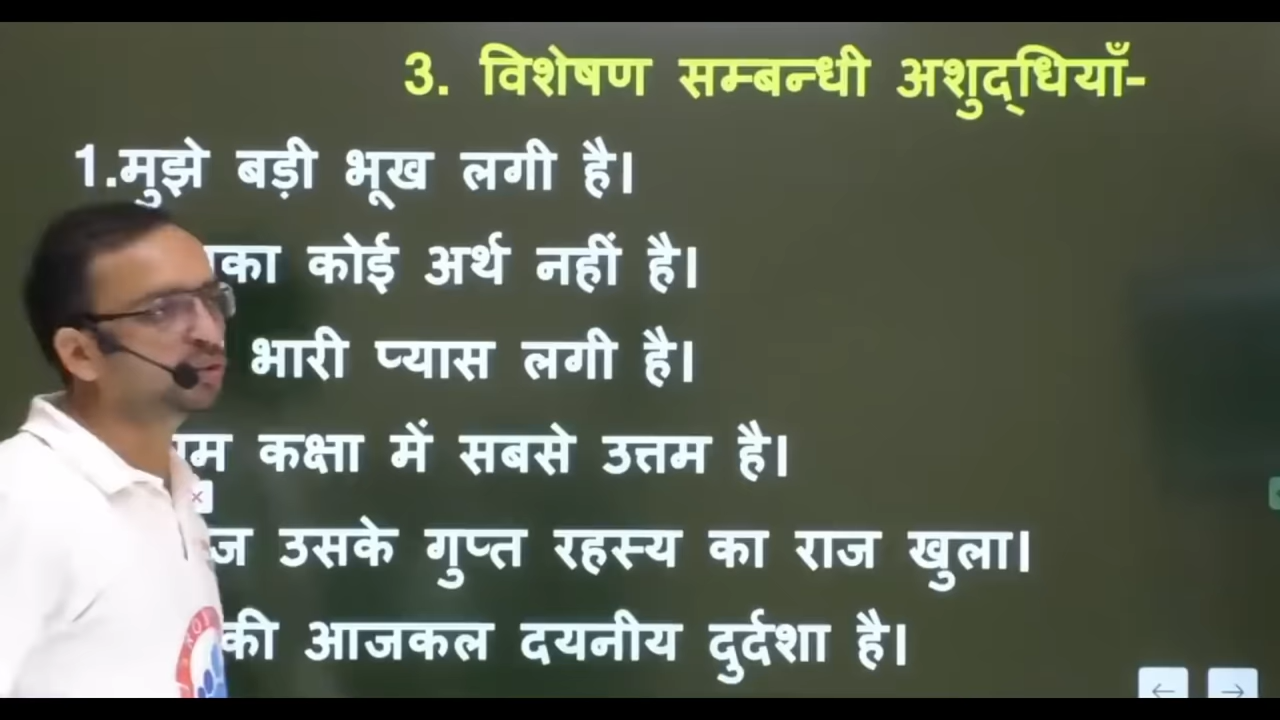 3. विशेषण सम्बन्धी अशुद्धियाँ-
1.मुझे बड़ी भूख लगी है।
कोई अर्थ नहीं है।
भारी प्यास लगी है।
कक्षा में सबसे उत्तम है।
उसके गुप्त रहस्य का राज खुला।
आजकल दयनीय दुर्दशा है।